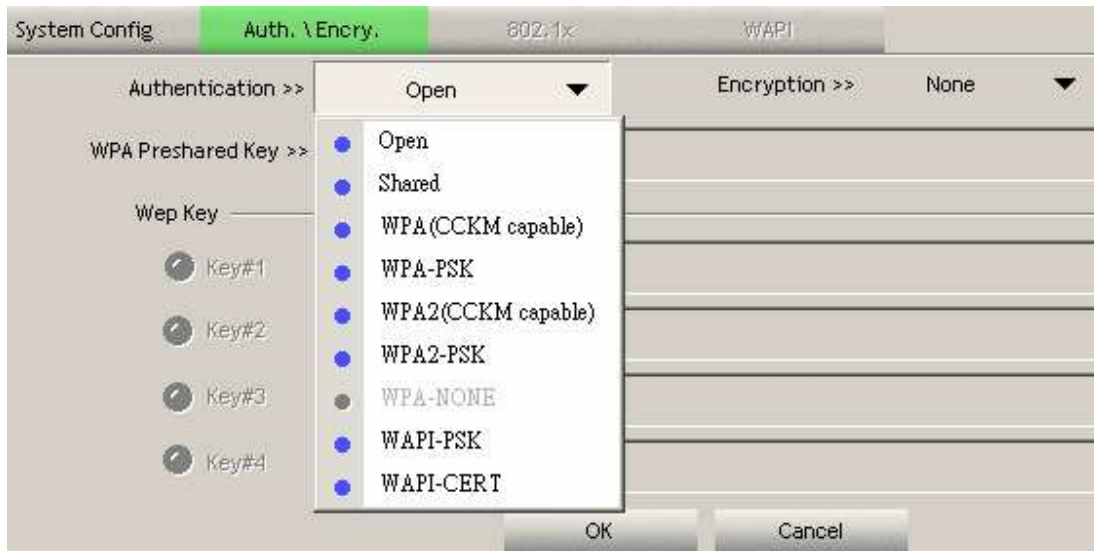 System Config Auth. \ Encry. 802.1x WAPI
Authentication >> Open Encryption >> None
WPA Preshared Key >>
Open
Shared
Wep Key
WPA(CCKM capable)
Key#1 WPA-PSK
WPA2(CCKM capable)
Key#2
WPA2-PSK
Key#3 WPA-NONE
WAPI-PSK
Key#4
WAPI-CERT
OK Cancel